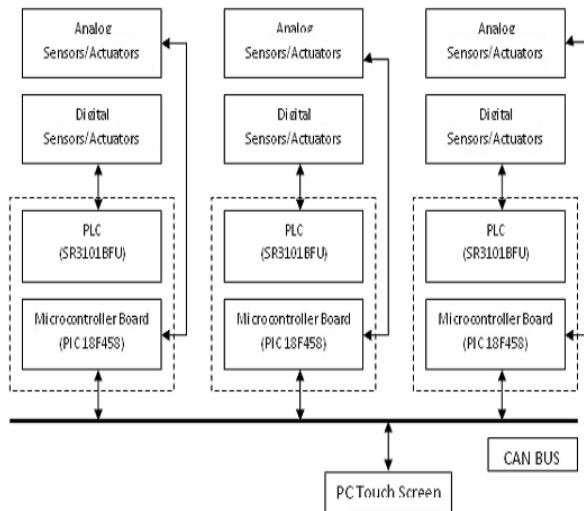 Analog
Sensors/Actuators
Analog
Sensors/Actuators
Analog
Sensors/Actuators
Digital
Sensors/Actuators
Digital
Sensors/Actuators
Digital
Sensors/Actuators
PLC
(SR3101BFU)
PLC
(SR3101BFU)
PLC
(SR3101BFU)
Microcontroller Board
(PIC 18F458)
Microcontroller Board
(PIC 18F458)
Microcontroller Board
(PIC 18F458)
CAN BUS
PC Touch Screen